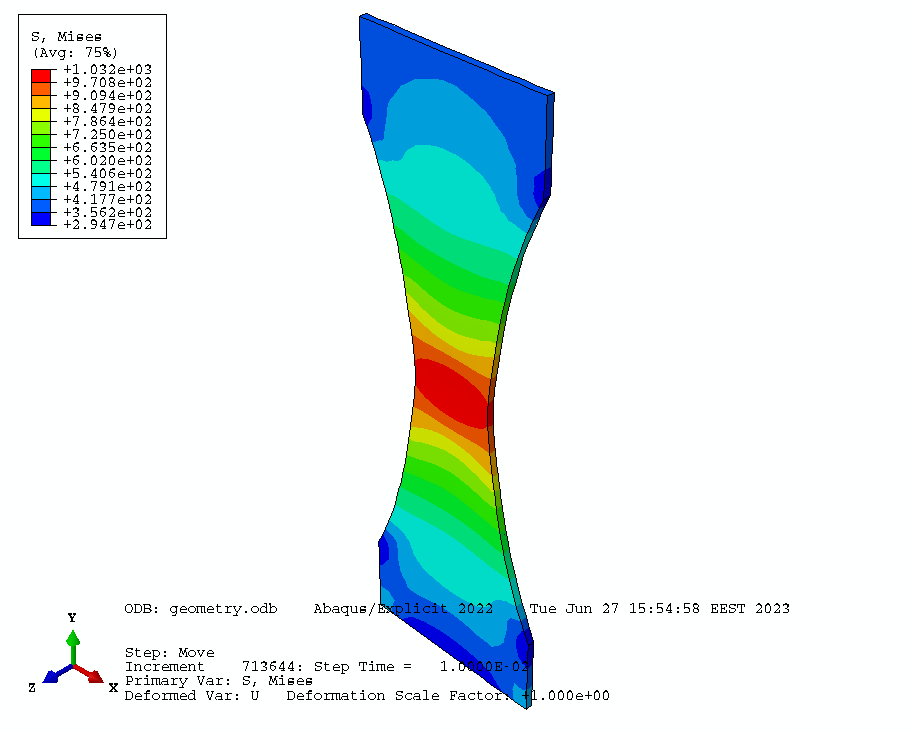 S, Mises
(Avg: 75%)
+1.032e+03
+9.708e+02
+9.094e+02
+8.479e+02
+7.864e+02
+7.250e+02
+6.635e+02
+6.020e+02
+5.406e+02
+4.791e+02
+4.177e+02
+3.562e+02
+2.947e+02
ODB: geometry.odb    Abaqus/Explicit 2022    Tue Jun 27 15:54:58 EEST 2023
Y
Z
X
Step: Move
Increment    713644: Step Time =    1.0000E-02
Primary Var: S, Mises
Deformed Var: U   Deformation Scale Factor: +1.000e+00